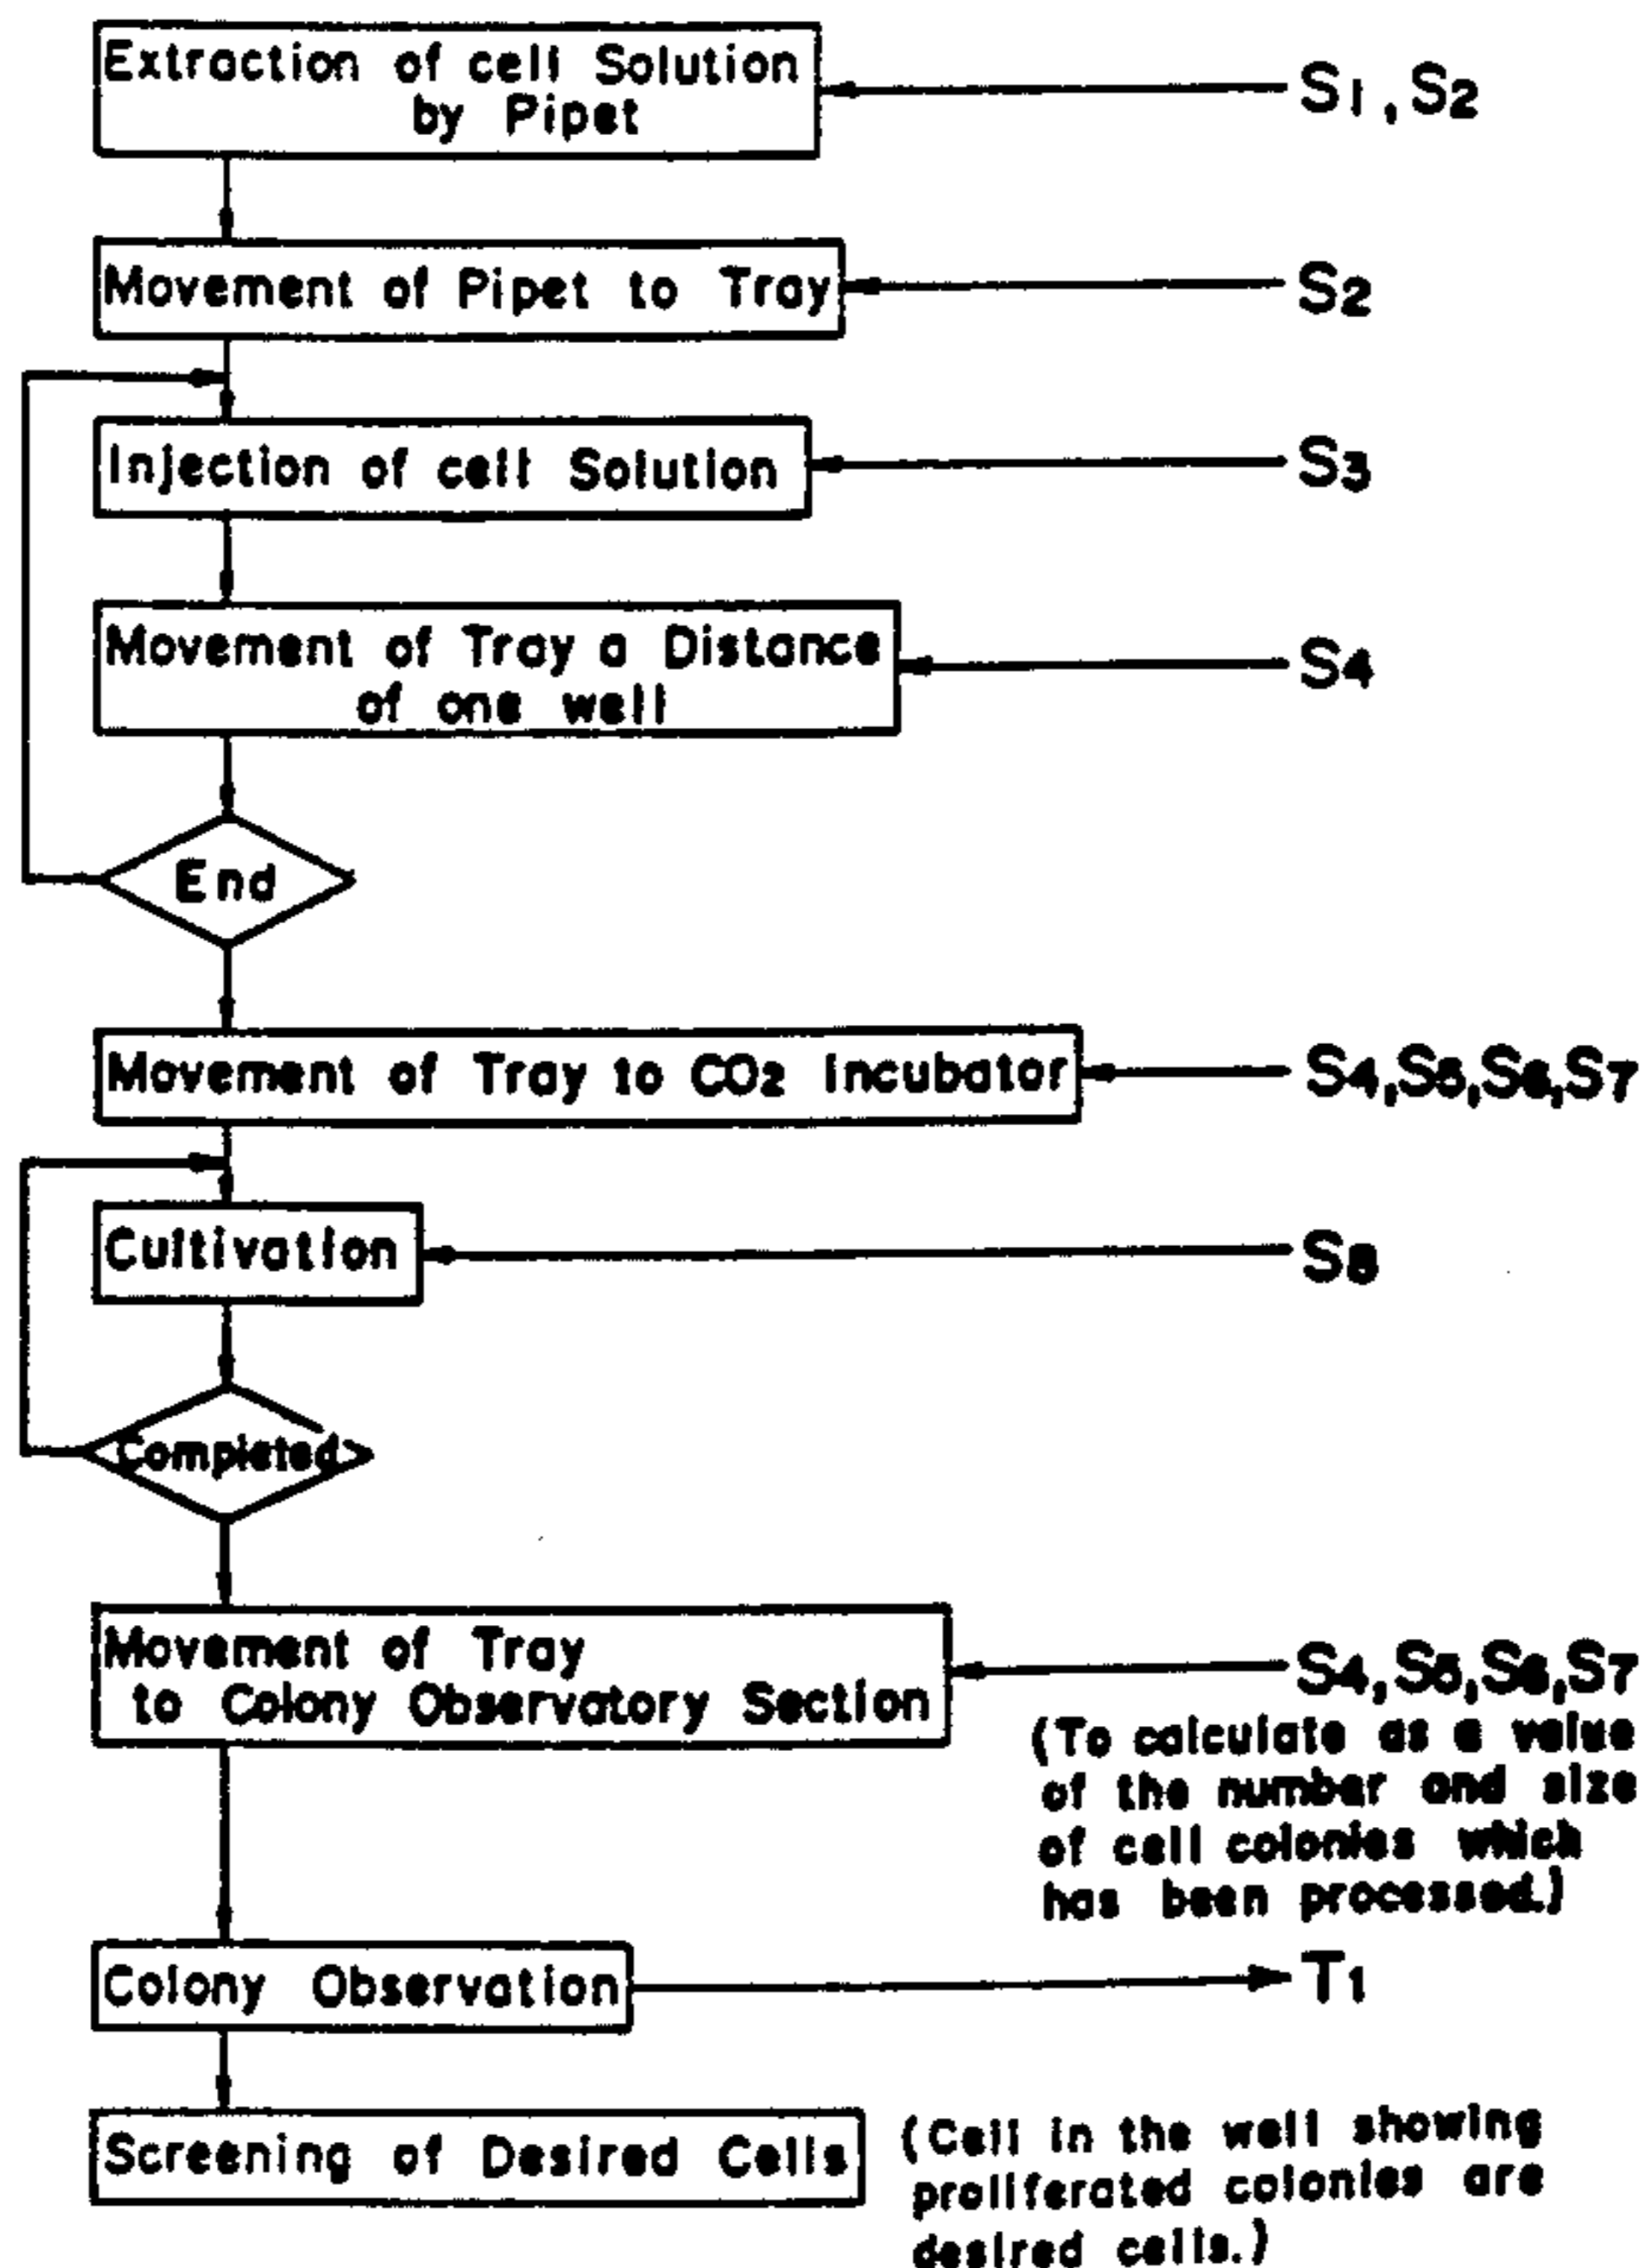 Extraction of cell Solution
by Pipet
S1, S2
Movement of Pipet to Tray
S2
Injection of cell Solution
S3
Movement of Tray a Distance
of one well
S4
End
Movement of Tray to CO2 Incubator
S4,S5,S6,S7
Cultivation
S8
Completed
Movement of Tray
to Colony Observatory Section
S4,S5,S6,S7
(To calculate as a value
of the number and size
of cell colonies which
has been processed.)
Colony Observation
T1
Screening of Desired Cells
(Cell in the well showing
proliferated colonies are
desired cells.)